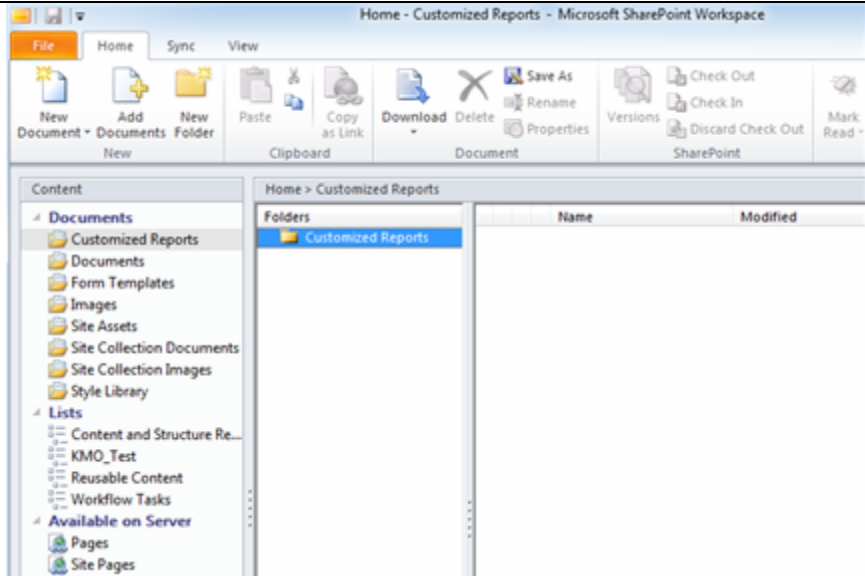 Home - Customized Reports - Microsoft SharePoint Workspace
File Home Sync View
New Document
Add Documents
New Folder
Paste
Copy as Link
Download
Delete
Save As
Rename
Properties
Versions
Check Out
Check In
Discard Check Out
Mark Read
New Clipboard Document SharePoint
Content
Home > Customized Reports
Documents
Customized Reports
Documents
Form Templates
Images
Site Assets
Site Collection Documents
Site Collection Images
Style Library
Lists
Content and Structure Re...
KMO_Test
Reusable Content
Workflow Tasks
Available on Server
Pages
Site Pages
Folders
Customized Reports
Name Modified